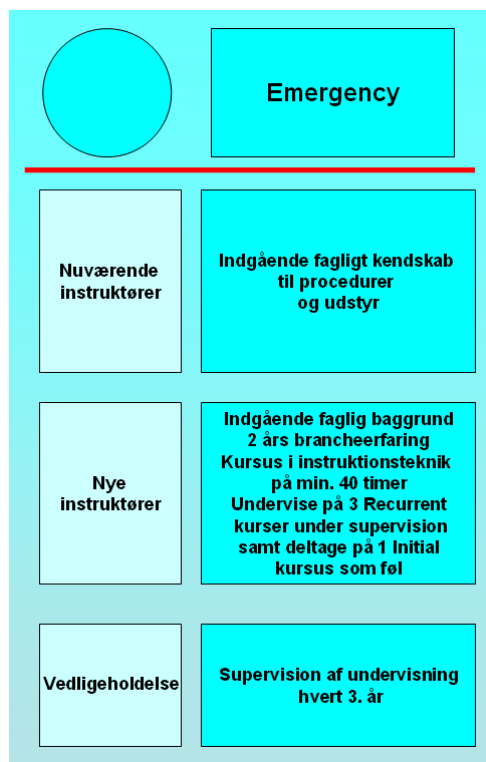 Emergency
Nuværende
instruktører
Indgående fagligt kendskab
til procedurer
og udstyr
Nye
instruktører
Indgående faglig baggrund
2 års brancheerfaring
Kursus i instruktionsteknik
på min. 40 timer
Undervise på 3 Recurrent
kurser under supervision
samt deltage på 1 Initial
kursus som føl
Vedligeholdelse
Supervision af undervisning
hvert 3. år